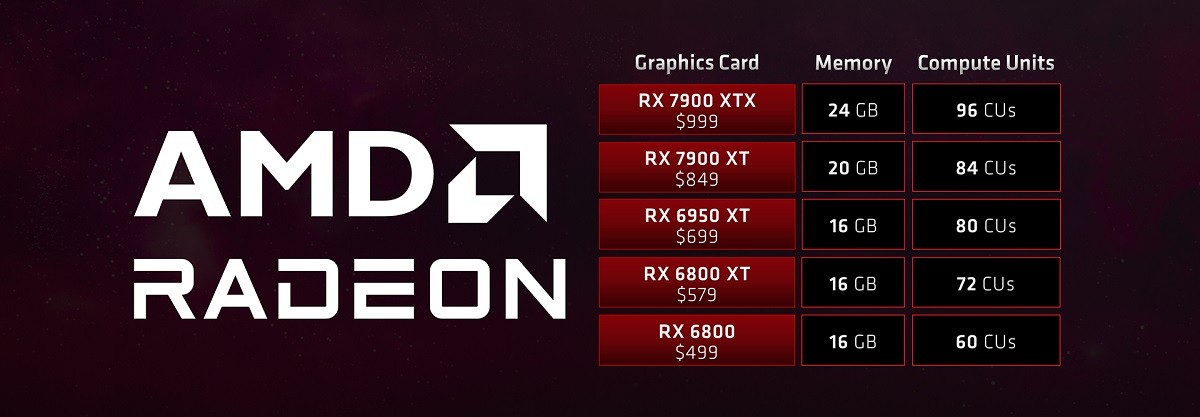 AMD
RADEON
Graphics Card Memory Compute Units
RX 7900 XTX
$999
24 GB
96 CUs
RX 7900 XT
$849
20 GB
84 CUs
RX 6950 XT
$699
16 GB
80 CUs
RX 6800 XT
$579
16 GB
72 CUs
RX 6800
$499
16 GB
60 CUs